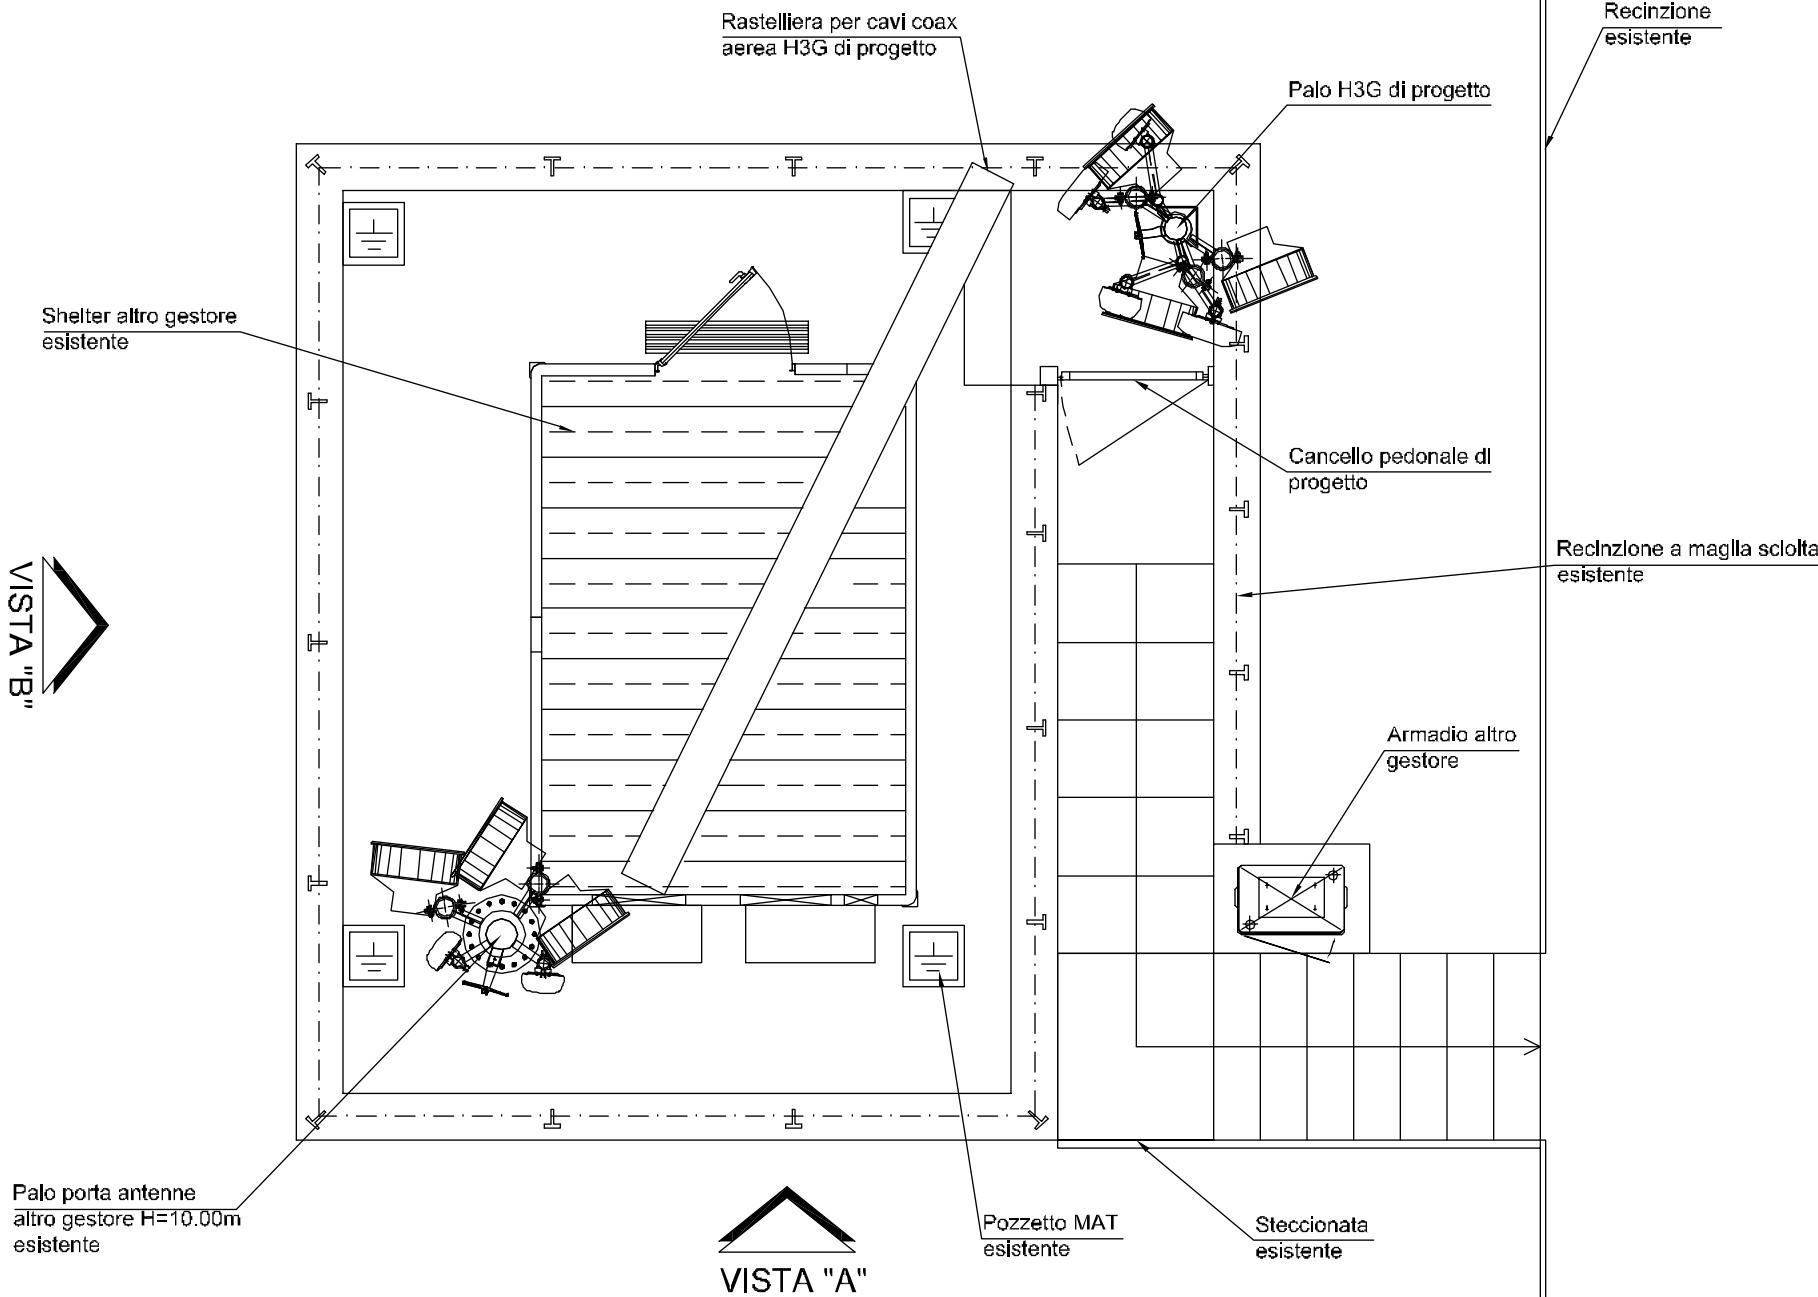 Rastelliera per cavi coax
aerea H3G di progetto
Recinzione
esistente
Palo H3G di progetto
Shelter altro gestore
esistente
Cancello pedonale di
progetto
Recinzione a maglia sciolta
esistente
VISTA "B"
Armadio altro
gestore
Palo porta antenne
altro gestore H=10.00m
esistente
Pozzetto MAT
esistente
Steccionata
esistente
VISTA "A"